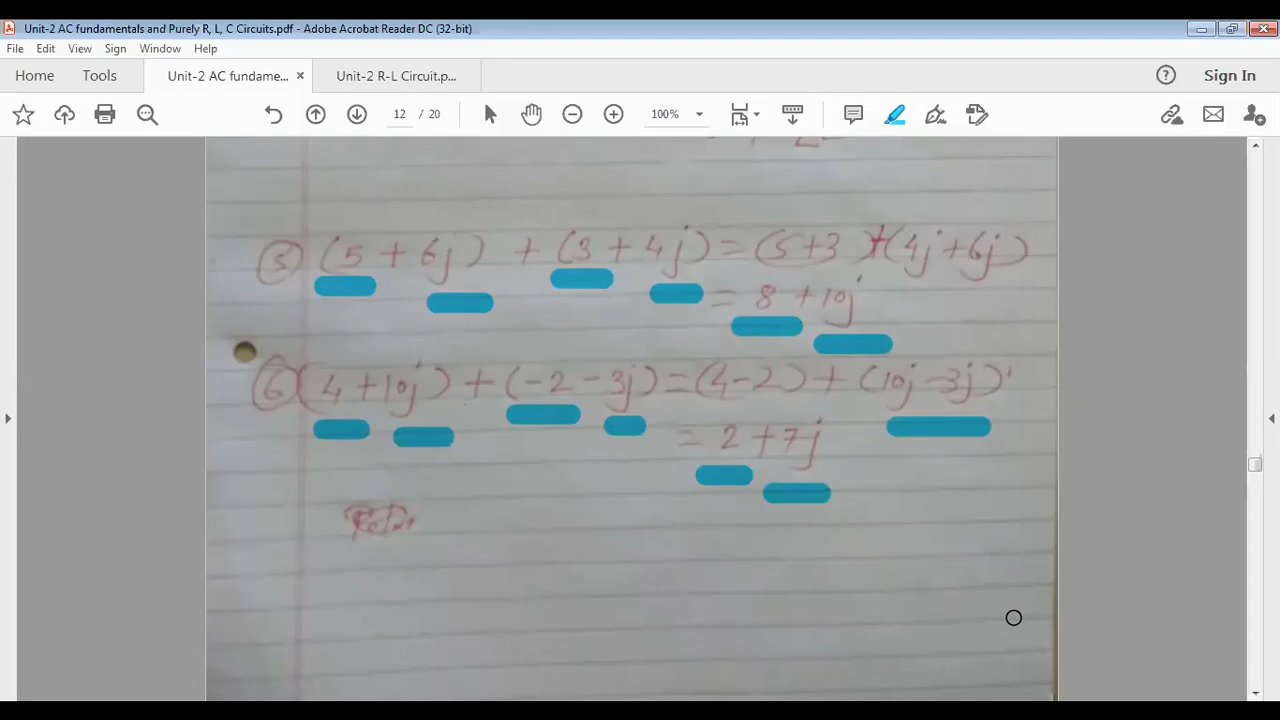 Unit-2 AC fundamentals and Purely R, L, C Circuits.pdf - Adobe Acrobat Reader DC (32-bit)
File Edit View Sign Window Help
Home Tools Unit-2 AC fundame... × Unit-2 R-L Circuit.p... ? Sign In
12 / 20 100%
⑤ (5 + 6j) + (3 + 4j) = (5+3)+(4j+6j)
= 8 + 10j
⑥ (4 + 10j) + (-2 - 3j) = (4-2) + (10j-3j)
= 2 + 7j